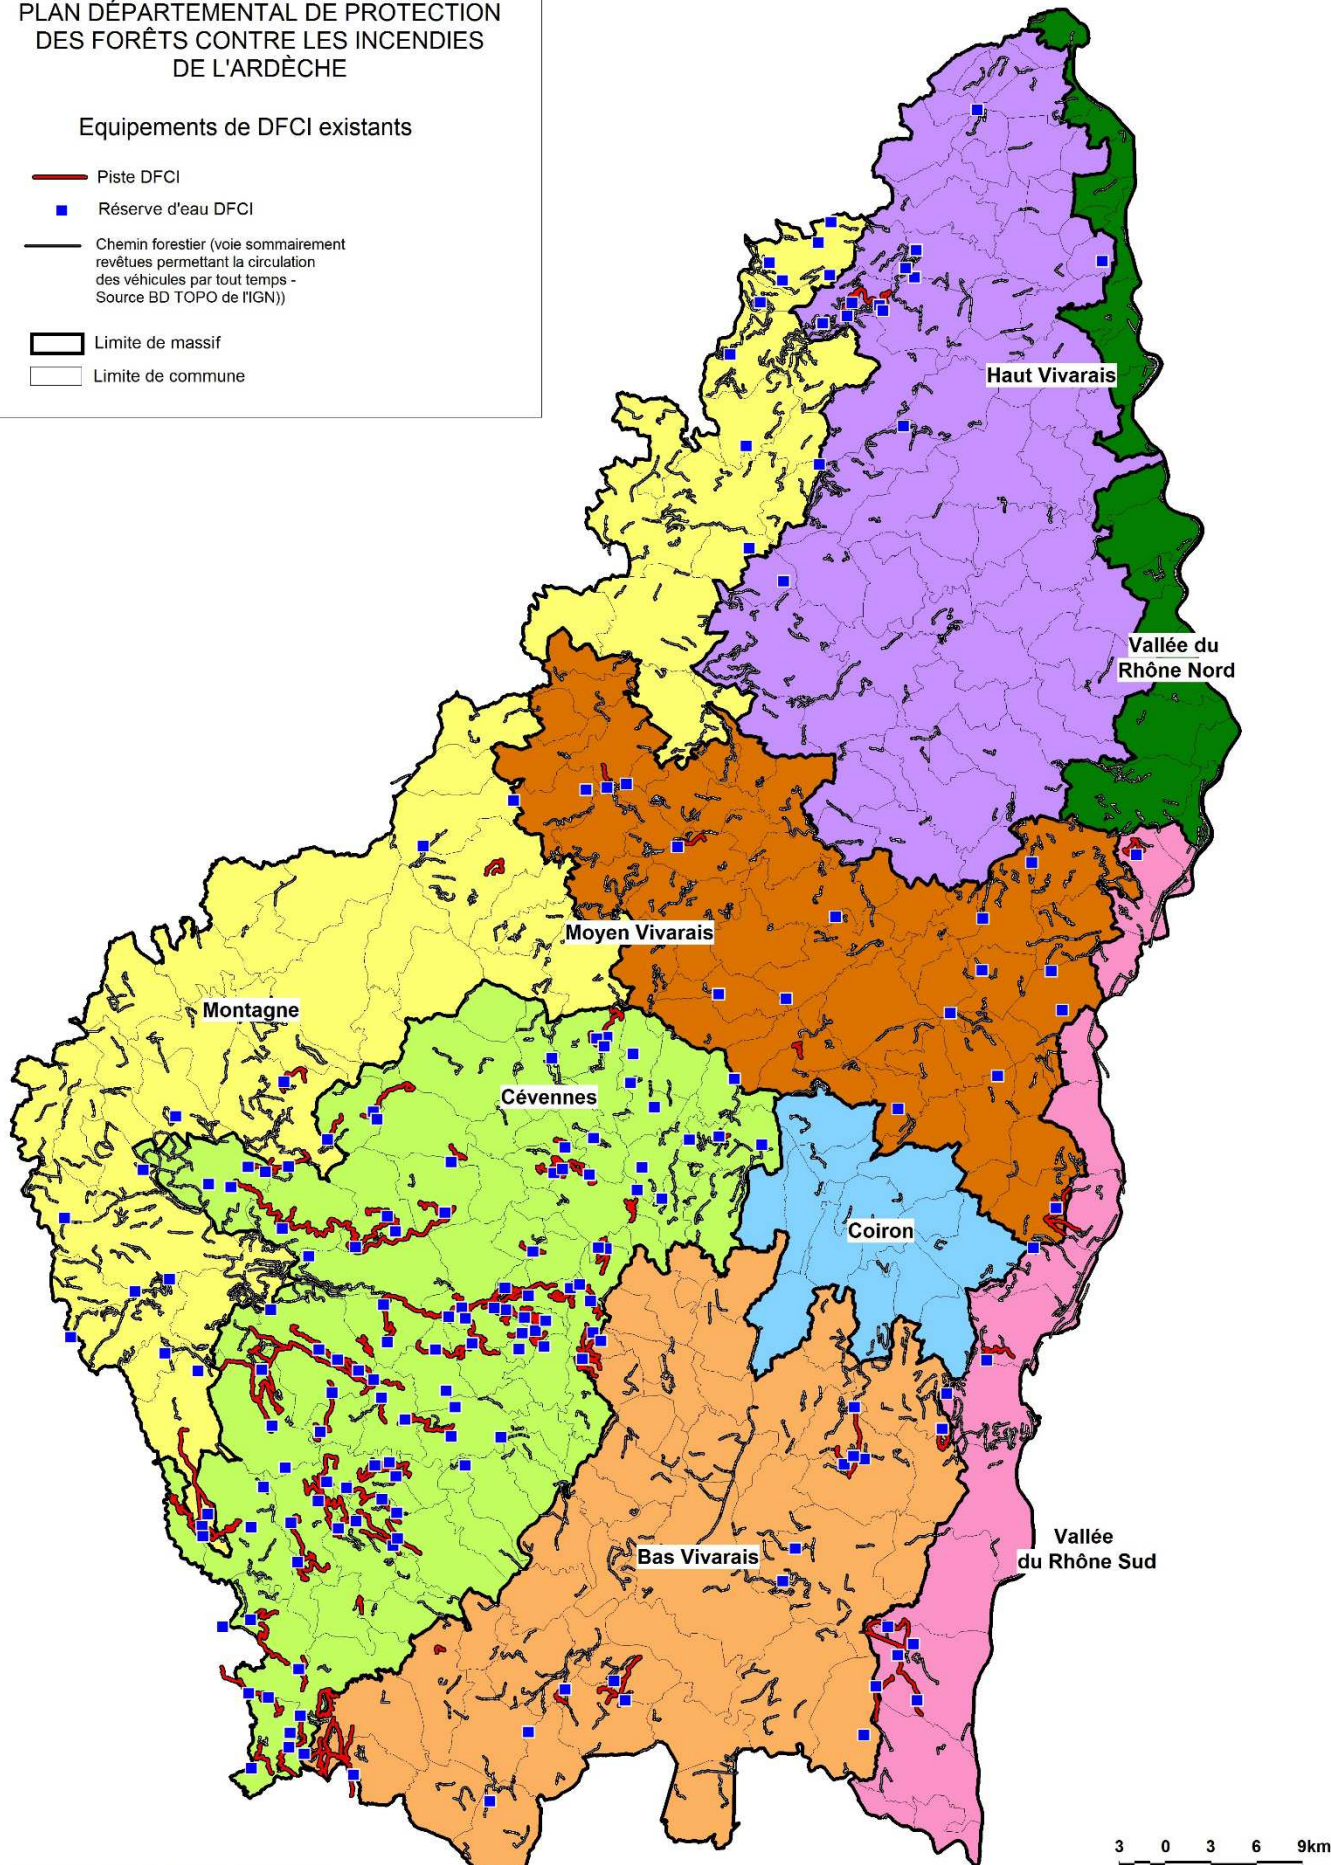 PLAN DÉPARTEMENTAL DE PROTECTION
DES FORÊTS CONTRE LES INCENDIES
DE L'ARDÈCHE
Equipements de DFCI existants
Piste DFCI
Réserve d'eau DFCI
Chemin forestier (voie sommairement
revêtues permettant la circulation
des véhicules par tout temps -
Source BD TOPO de l'IGN))
Limite de massif
Limite de commune
Haut Vivarais
Vallée du
Rhône Nord
Moyen Vivarais
Montagne
Cévennes
Coiron
Bas Vivarais
Vallée
du Rhône Sud
3 0 3 6 9km